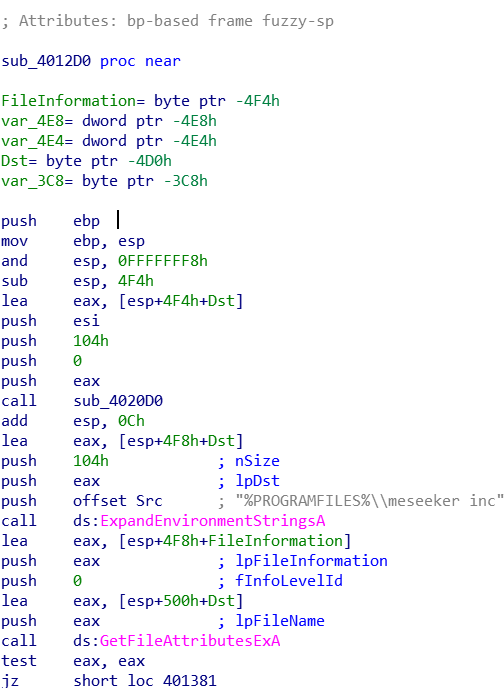 ; Attributes: bp-based frame fuzzy-sp
sub_4012D0 proc near
FileInformation= byte ptr -4F4h
var_4E8= dword ptr -4E8h
var_4E4= dword ptr -4E4h
Dst= byte ptr -4D0h
var_3C8= byte ptr -3C8h
push ebp
mov ebp, esp
and esp, 0FFFFFFF8h
sub esp, 4F4h
lea eax, [esp+4F4h+Dst]
push esi
push 104h
push 0
push eax
call sub_4020D0
add esp, 0Ch
lea eax, [esp+4F8h+Dst]
push 104h ; nSize
push eax ; lpDst
push offset Src ; "%PROGRAMFILES%\\meseeker inc"
call ds:ExpandEnvironmentStringsA
lea eax, [esp+4F8h+FileInformation]
push eax ; lpFileInformation
push 0 ; fInfoLevelId
lea eax, [esp+500h+Dst]
push eax ; lpFileName
call ds:GetFileAttributesExA
test eax, eax
jz short loc_401381